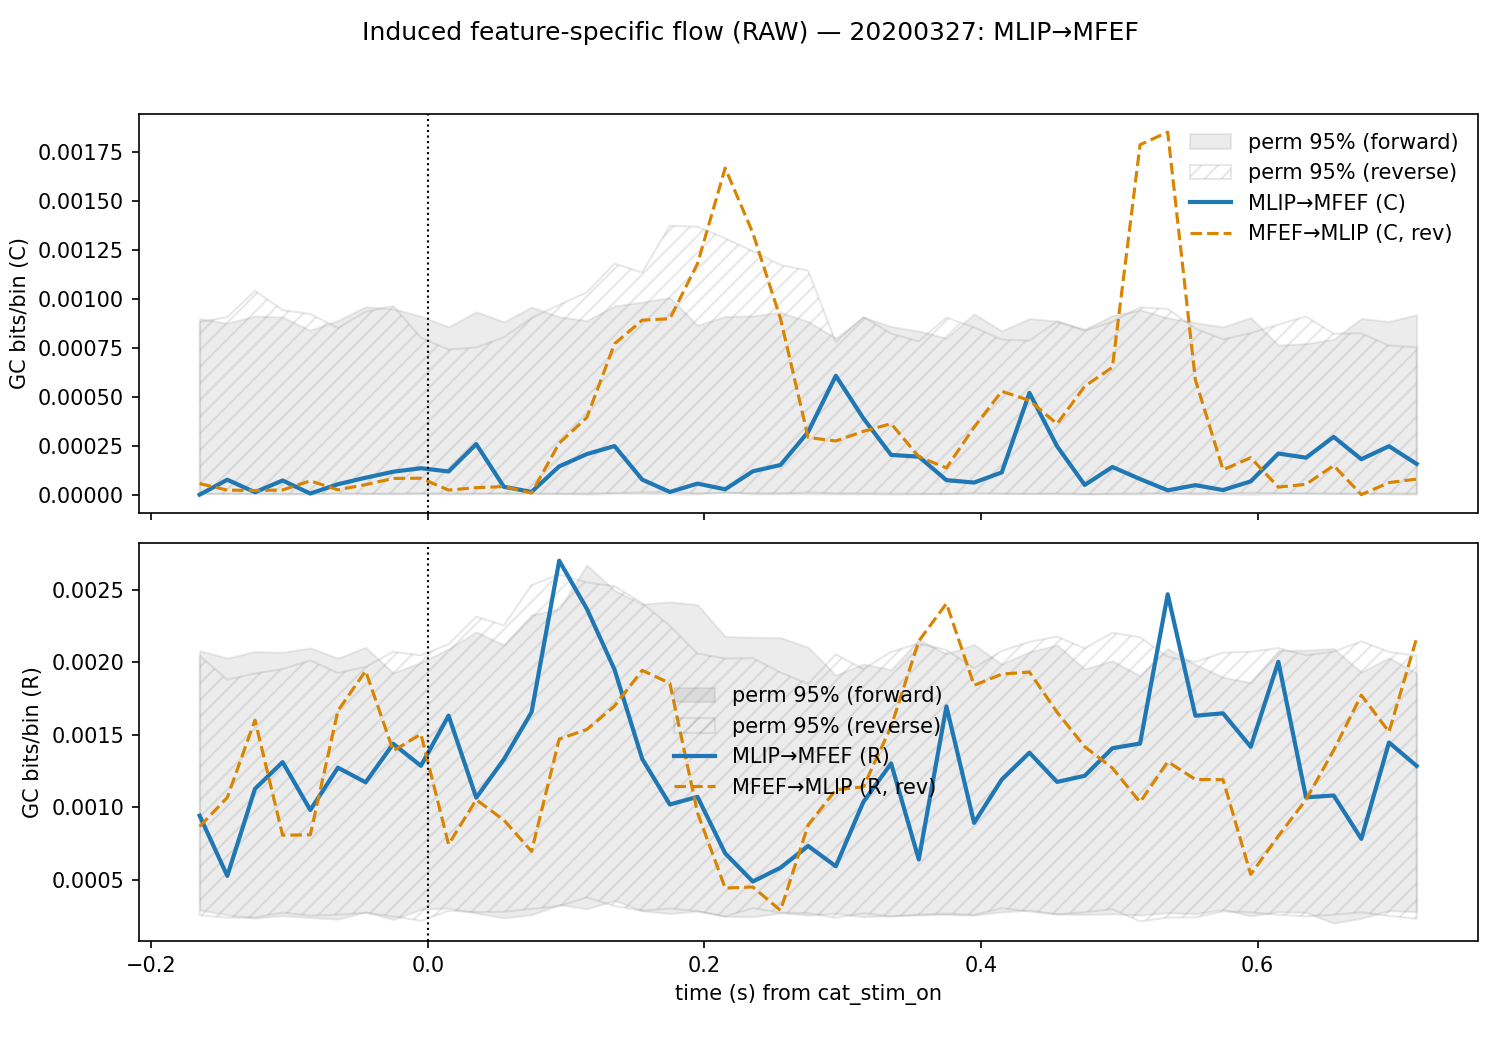 Induced feature-specific flow (RAW) — 20200327: MLIP→MFEF
GC bits/bin (C)
0.00175
0.00150
0.00125
0.00100
0.00075
0.00050
0.00025
0.00000
perm 95% (forward)
perm 95% (reverse)
MLIP→MFEF (C)
MFEF→MLIP (C, rev)
GC bits/bin (R)
0.0025
0.0020
0.0015
0.0010
0.0005
perm 95% (forward)
perm 95% (reverse)
MLIP→MFEF (R)
MFEF→MLIP (R, rev)
−0.2
0.0
0.2
0.4
0.6
time (s) from cat_stim_on